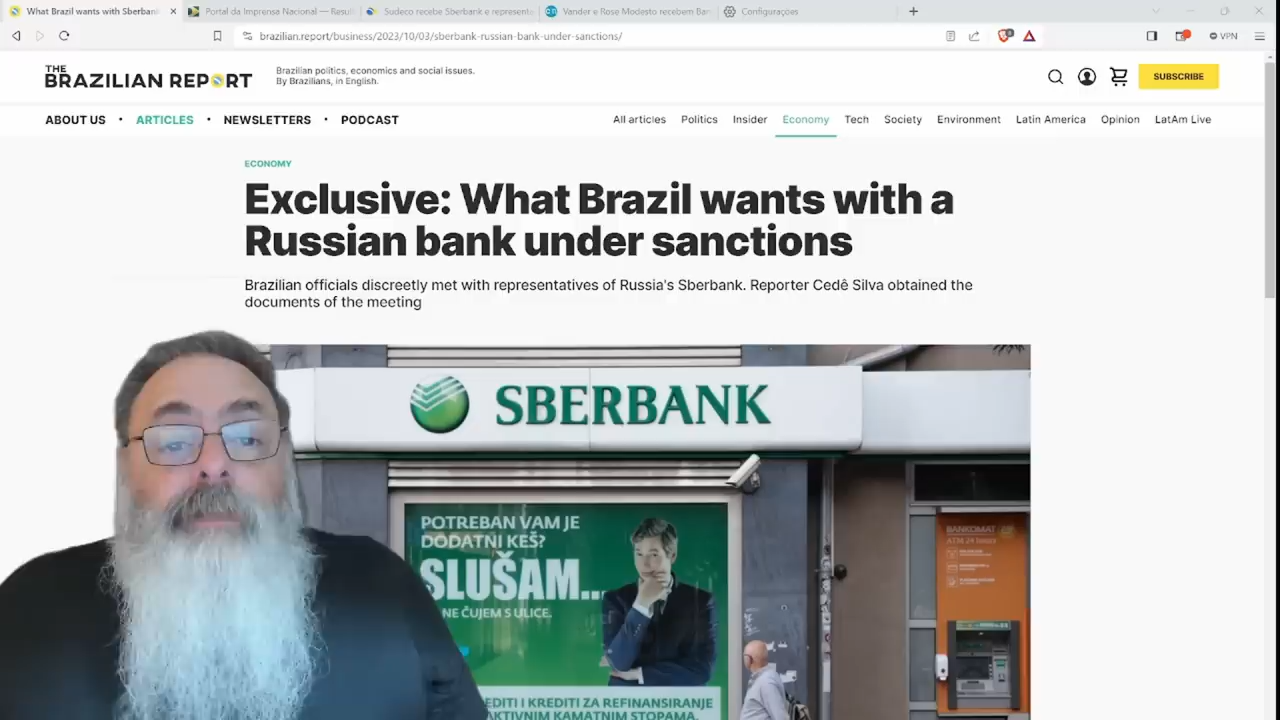 What Brazil wants with Sberban
Portal da Imprensa Nacional — Resul
Sudeco recebe Sberbank e represent
Vander e Rose Modesto recebem Ban
Configurações
brazilian.report/business/2023/10/03/sberbank-russian-bank-under-sanctions/
VPN
THE
BRAZILIAN REPORT
Brazilian politics, economics and social issues.
By Brazilians, in English.
SUBSCRIBE
ABOUT US • ARTICLES • NEWSLETTERS • PODCAST
All articles Politics Insider Economy Tech Society Environment Latin America Opinion LatAm Live
ECONOMY
Exclusive: What Brazil wants with a
Russian bank under sanctions
Brazilian officials discreetly met with representatives of Russia's Sberbank. Reporter Cedê Silva obtained the
documents of the meeting
SBERBANK
POTREBAN VAM JE
DODATNI KEŠ?
SLUŠAM...
NE ČUJEM S ULICE.
EDITI I KREDITI ZA REFINANSIRANJE
AKTIVNIM KAMATNIM STOPAMA.
BANKOMAT